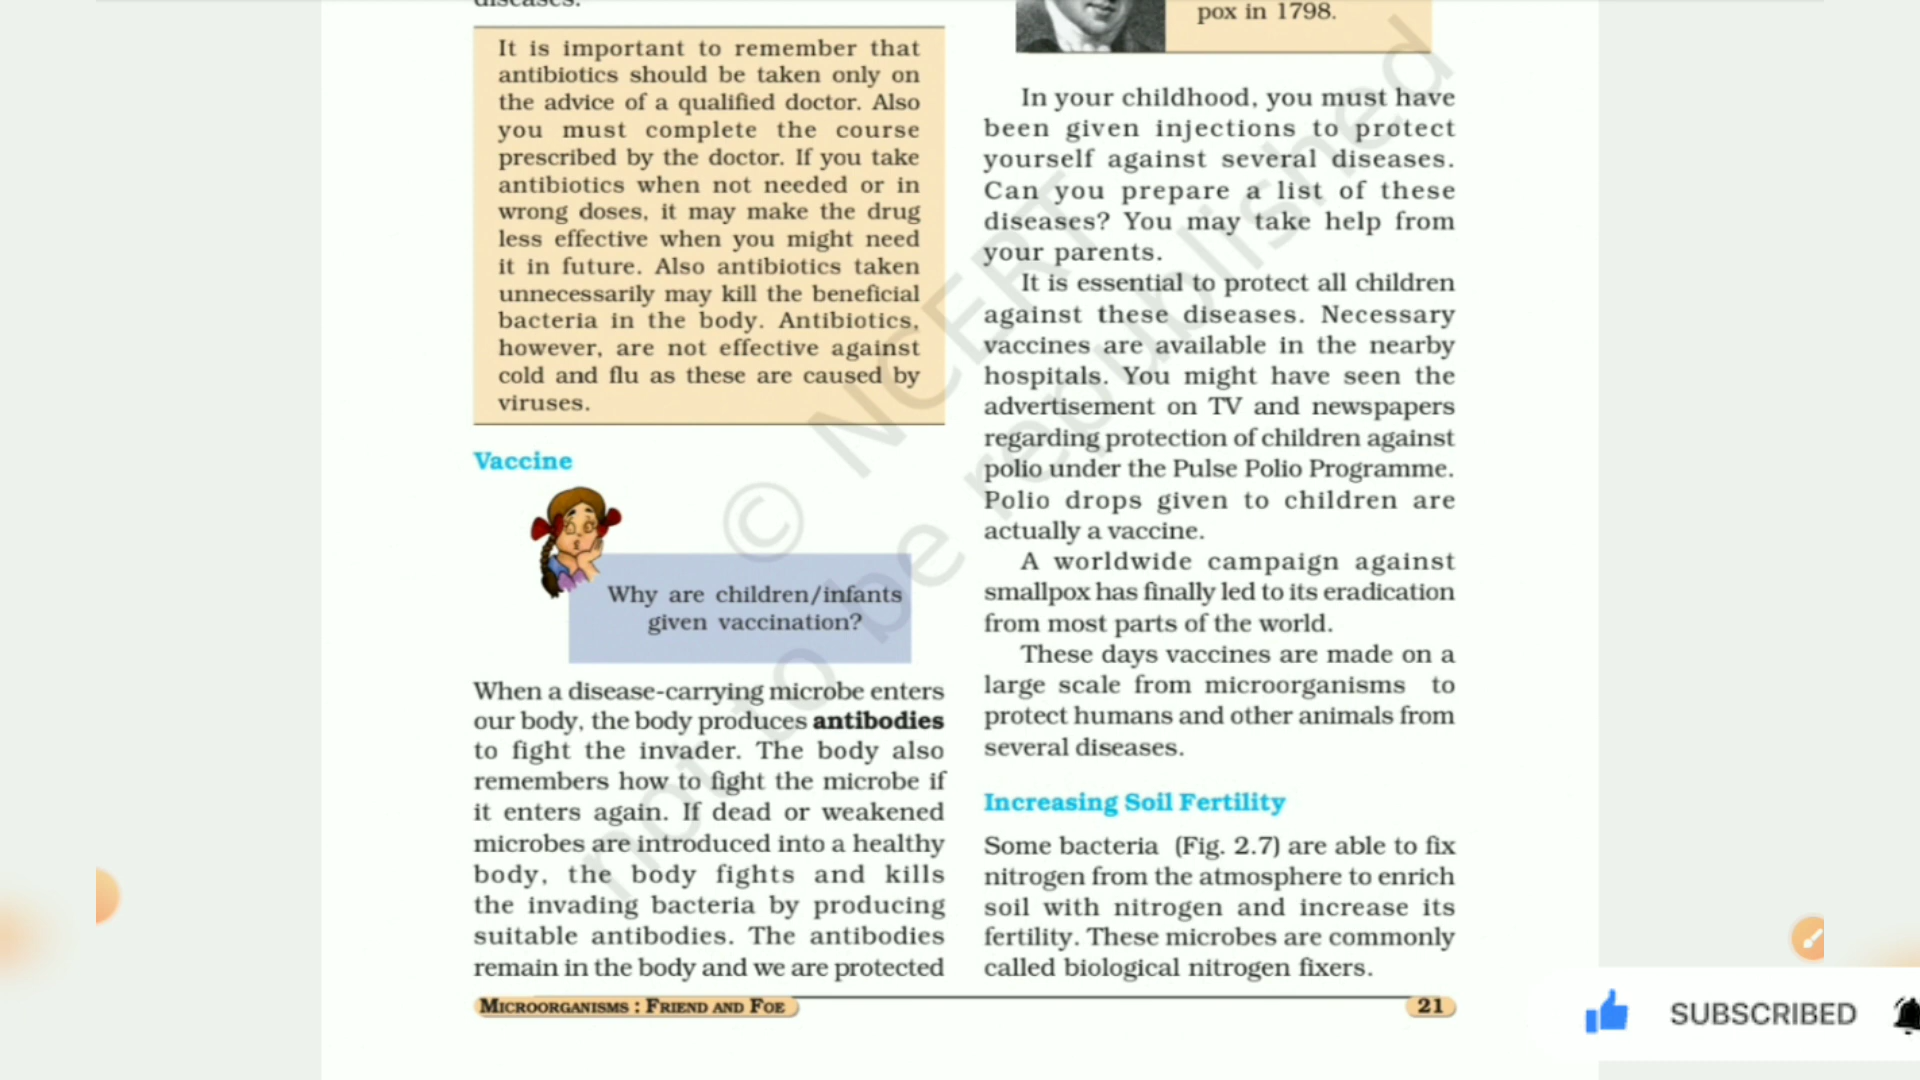 diseases.
It is important to remember that
antibiotics should be taken only on
the advice of a qualified doctor. Also
you must complete the course
prescribed by the doctor. If you take
antibiotics when not needed or in
wrong doses, it may make the drug
less effective when you might need
it in future. Also antibiotics taken
unnecessarily may kill the beneficial
bacteria in the body. Antibiotics,
however, are not effective against
cold and flu as these are caused by
viruses.
Vaccine
Why are children/infants
given vaccination?
When a disease-carrying microbe enters
our body, the body produces antibodies
to fight the invader. The body also
remembers how to fight the microbe if
it enters again. If dead or weakened
microbes are introduced into a healthy
body, the body fights and kills
the invading bacteria by producing
suitable antibodies. The antibodies
remain in the body and we are protected
pox in 1798.
In your childhood, you must have
been given injections to protect
yourself against several diseases.
Can you prepare a list of these
diseases? You may take help from
your parents.
It is essential to protect all children
against these diseases. Necessary
vaccines are available in the nearby
hospitals. You might have seen the
advertisement on TV and newspapers
regarding protection of children against
polio under the Pulse Polio Programme.
Polio drops given to children are
actually a vaccine.
A worldwide campaign against
smallpox has finally led to its eradication
from most parts of the world.
These days vaccines are made on a
large scale from microorganisms to
protect humans and other animals from
several diseases.
Increasing Soil Fertility
Some bacteria (Fig. 2.7) are able to fix
nitrogen from the atmosphere to enrich
soil with nitrogen and increase its
fertility. These microbes are commonly
called biological nitrogen fixers.
MICROORGANISMS : FRIEND AND FOE
21
© NCERT
not to be republished
SUBSCRIBED